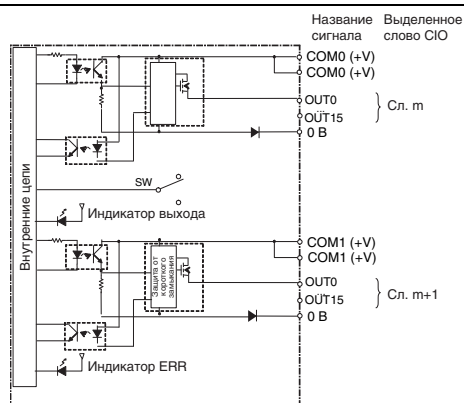 Название Выделенное
сигнала слово CIO
COM0 (+V)
COM0 (+V)
OUT0
OUT15
Сл. m
0 В
SW
Индикатор выхода
Внутренние цепи
COM1 (+V)
COM1 (+V)
Защита от
короткого
замыкания
OUT0
OUT15
Сл. m+1
0 В
Индикатор ERR